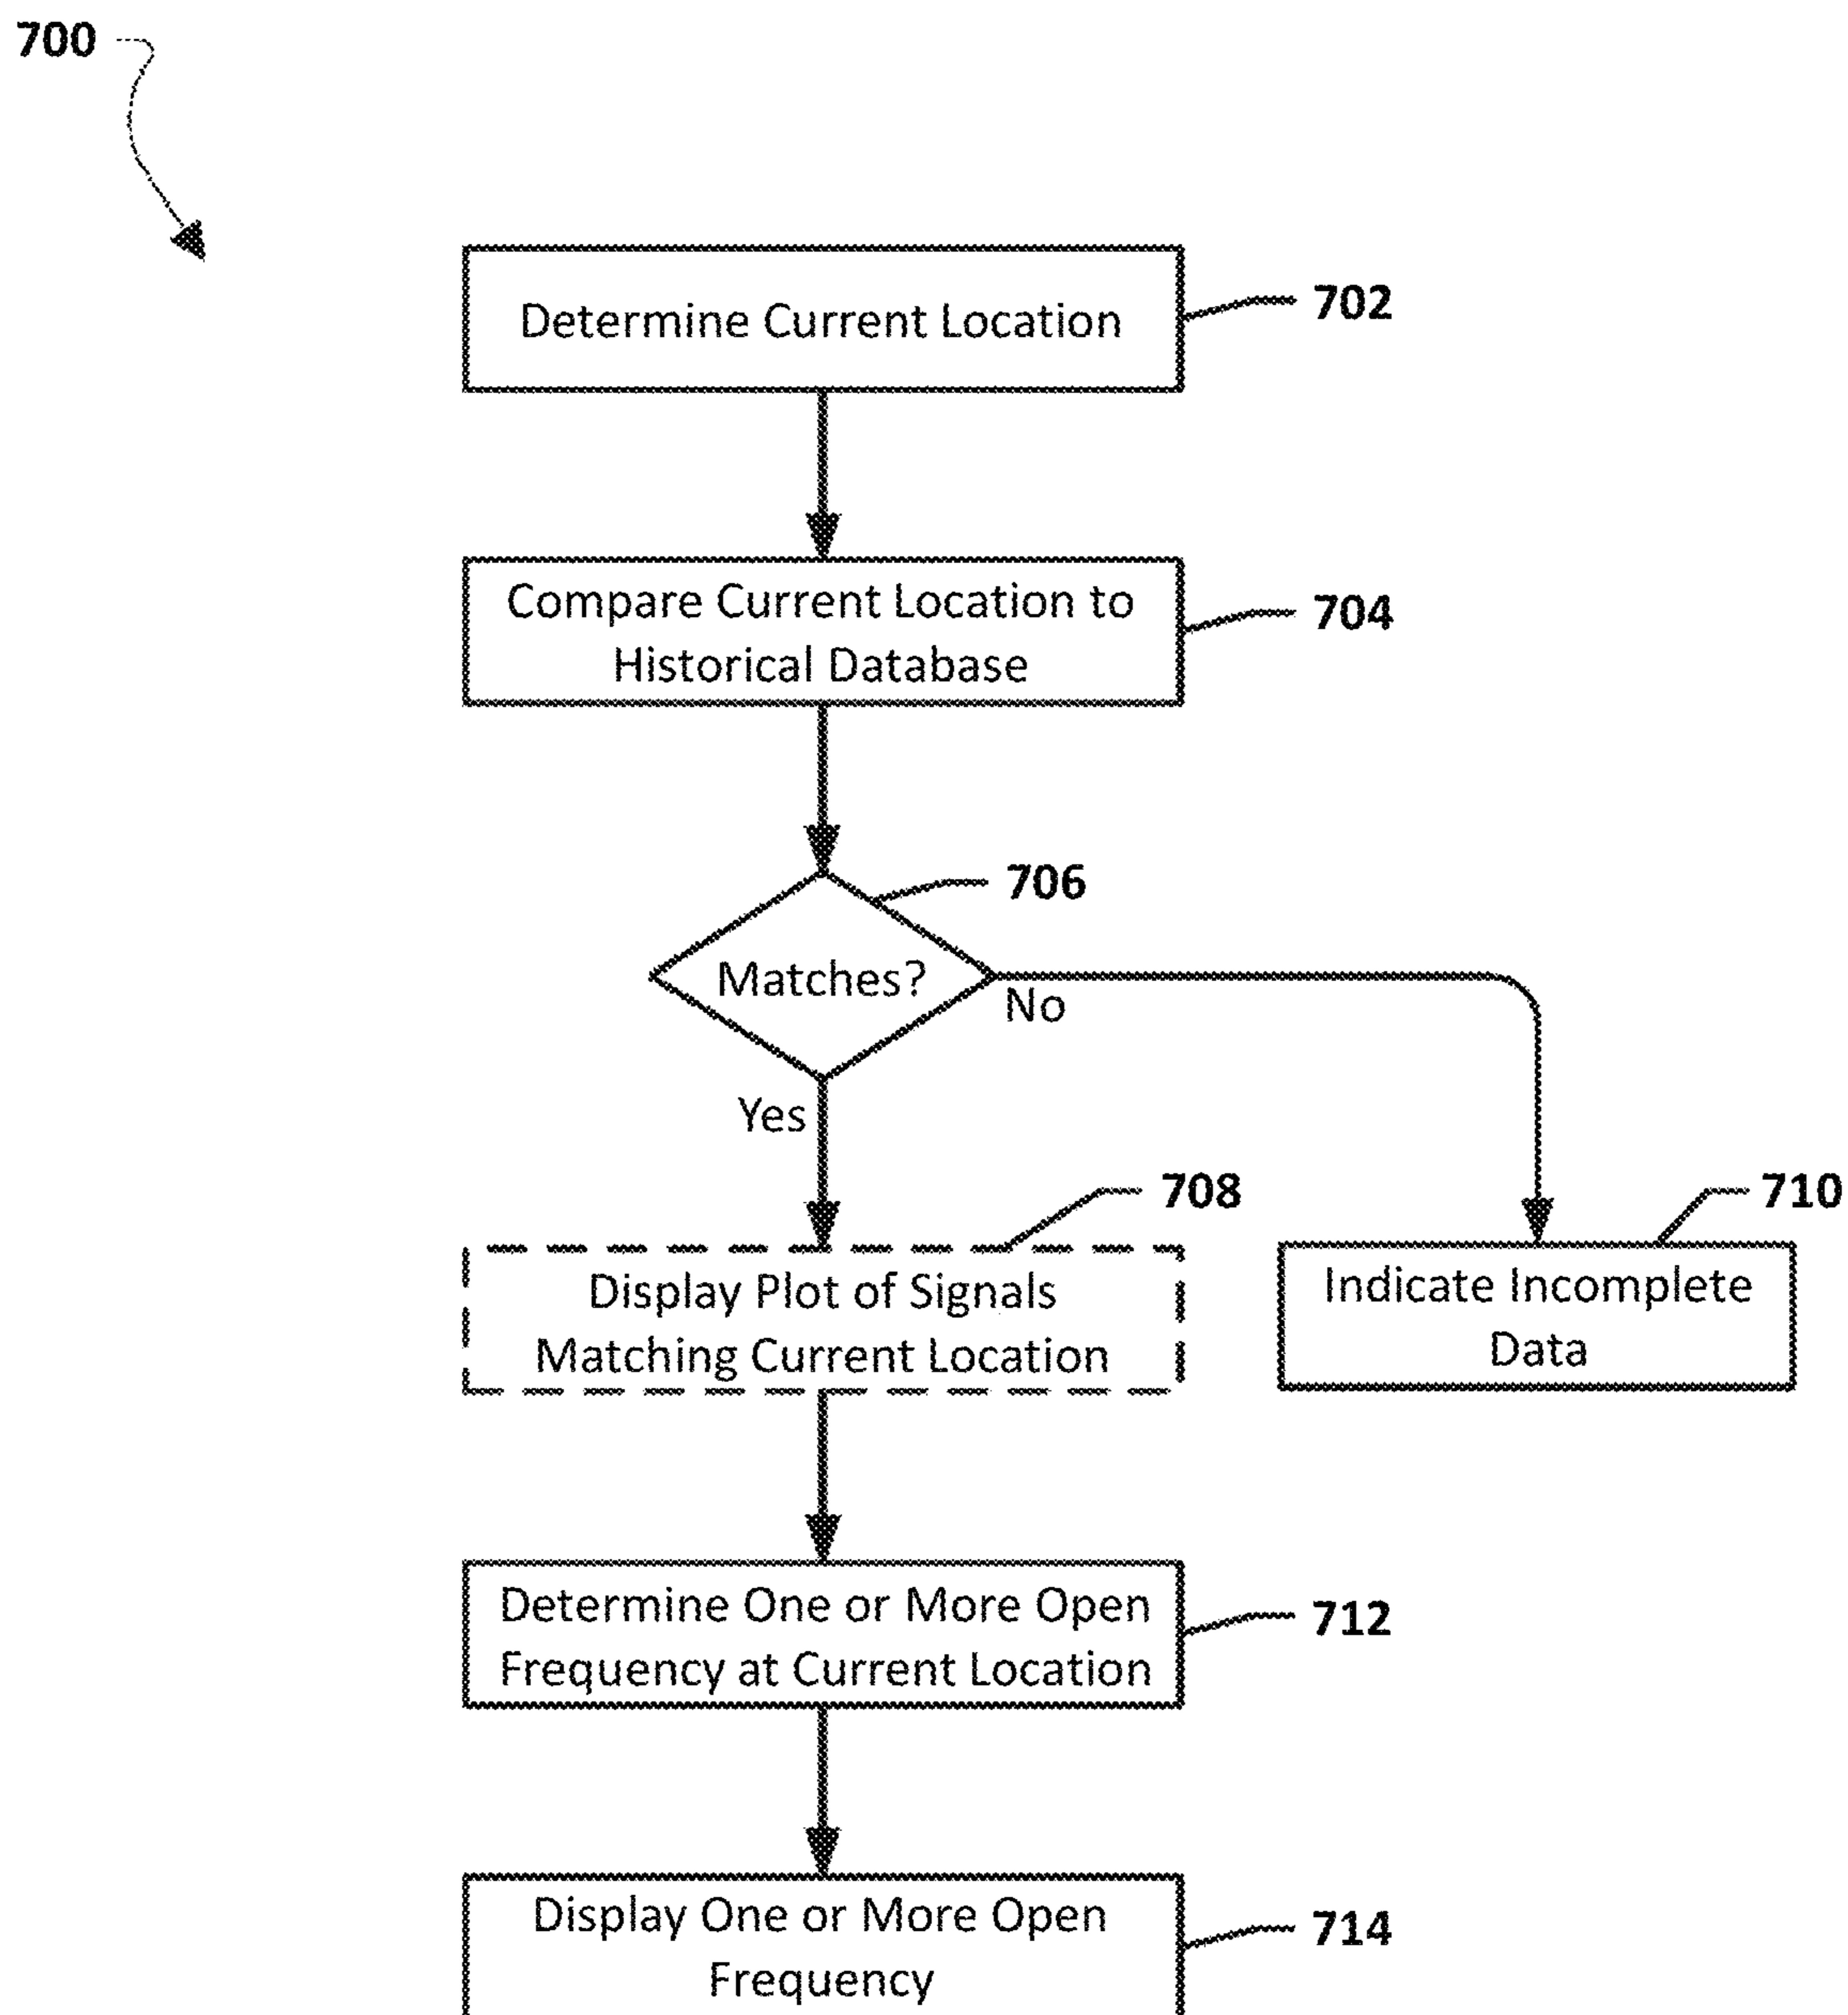 700
Determine Current Location
702
Compare Current Location to
Historical Database
704
706
Matches?
No
Yes
708
Display Plot of Signals
Matching Current Location
710
Indicate Incomplete
Data
Determine One or More Open
Frequency at Current Location
712
Display One or More Open
Frequency
714